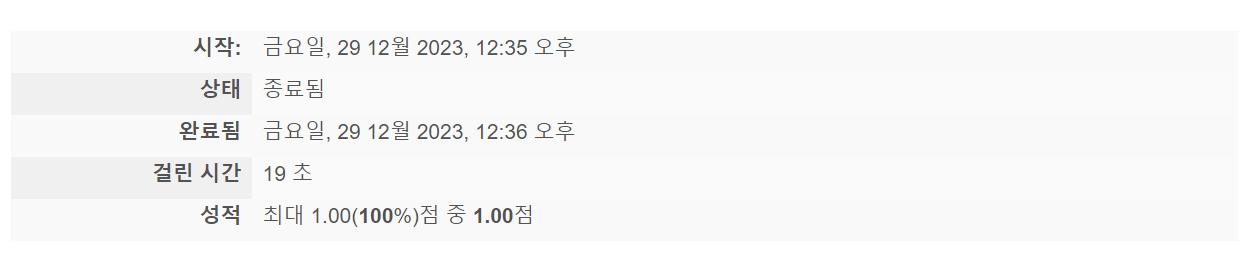 시작: 금요일, 29 12월 2023, 12:35 오후
상태 종료됨
완료됨 금요일, 29 12월 2023, 12:36 오후
걸린 시간 19 초
성적 최대 1.00(100%)점 중 1.00점